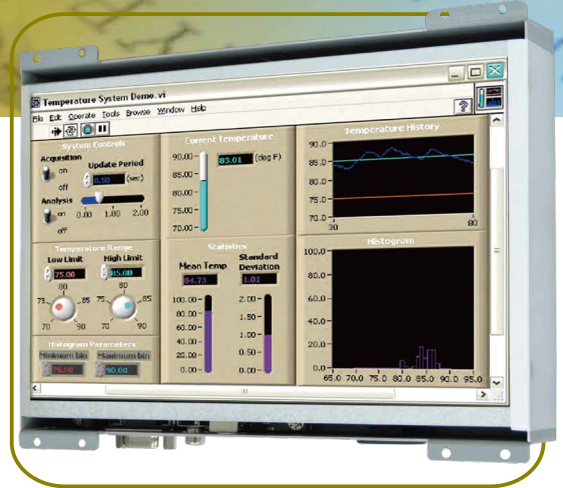 Temperature System Demo.vi
File Edit Operate Tools Browse Window Help
System Controls
Acquisition
on
off
Update Period
0.50 (sec)
Analysis
on
off
0.00 1.00 2.00
Current Temperature
90.00
85.00
80.00
75.00
70.00
83.01 (deg F)
Temperature History
90.0
85.0
80.0
75.0
70.0
30 80
Temperature Range
Low Limit High Limit
75.00 85.00
80 80
75 85 75 85
70 90 70 90
Histogram Parameters
Minimum bin Maximum bin
90.00
Statistics
Mean Temp
Standard
Deviation
84.73 1.01
100.00 2.00
80.00 1.50
60.00 1.00
40.00
20.00 0.50
0.00 0.00
Histogram
100.0
80.0
60.0
40.0
20.0
0.0
65.0 70.0 75.0 80.0 85.0 90.0 95.0